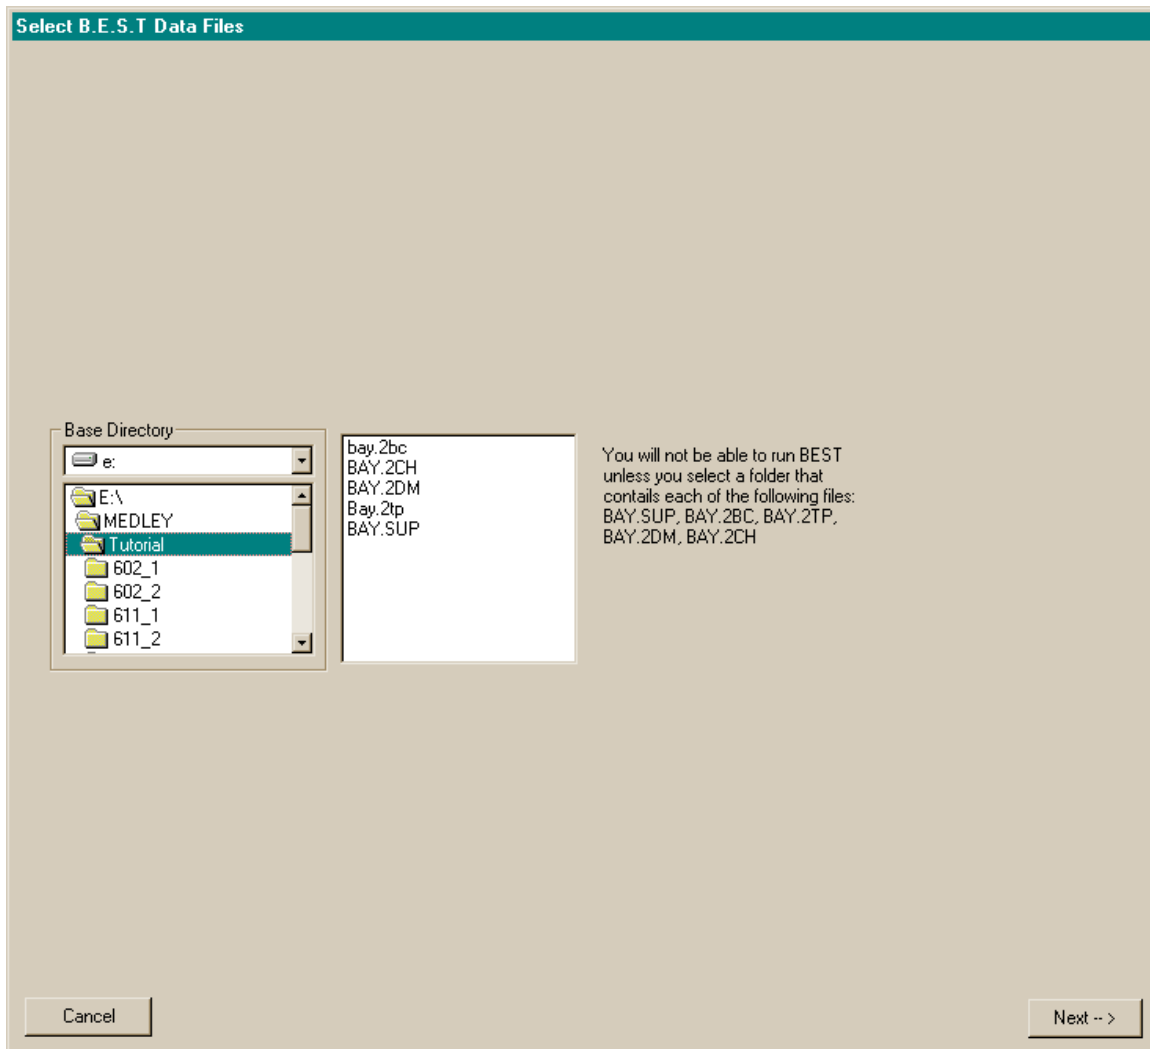 Select B.E.S.T Data Files
Base Directory
e:
E:\
MEDLEY
Tutorial
602_1
602_2
611_1
611_2
bay.2bc
BAY.2CH
BAY.2DM
Bay.2tp
BAY.SUP
You will not be able to run BEST
unless you select a folder that
contails each of the following files:
BAY.SUP, BAY.2BC, BAY.2TP,
BAY.2DM, BAY.2CH
Cancel
Next -- >